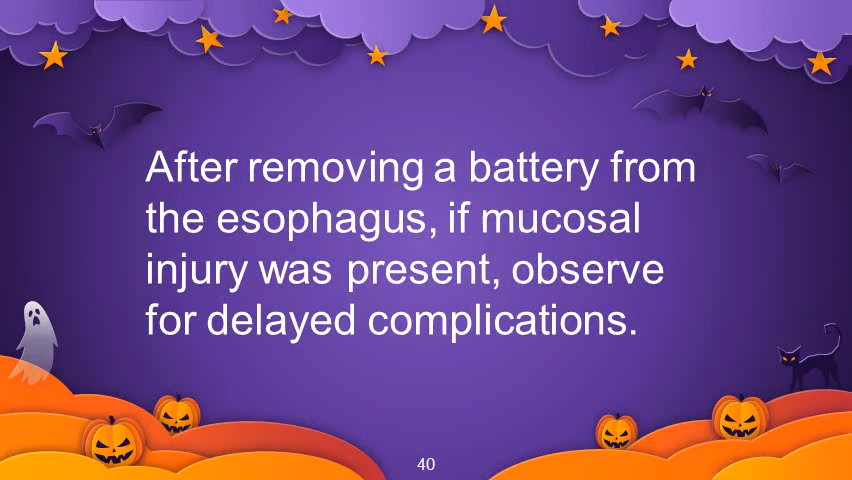 After removing a battery from
the esophagus, if mucosal
injury was present, observe
for delayed complications.
40